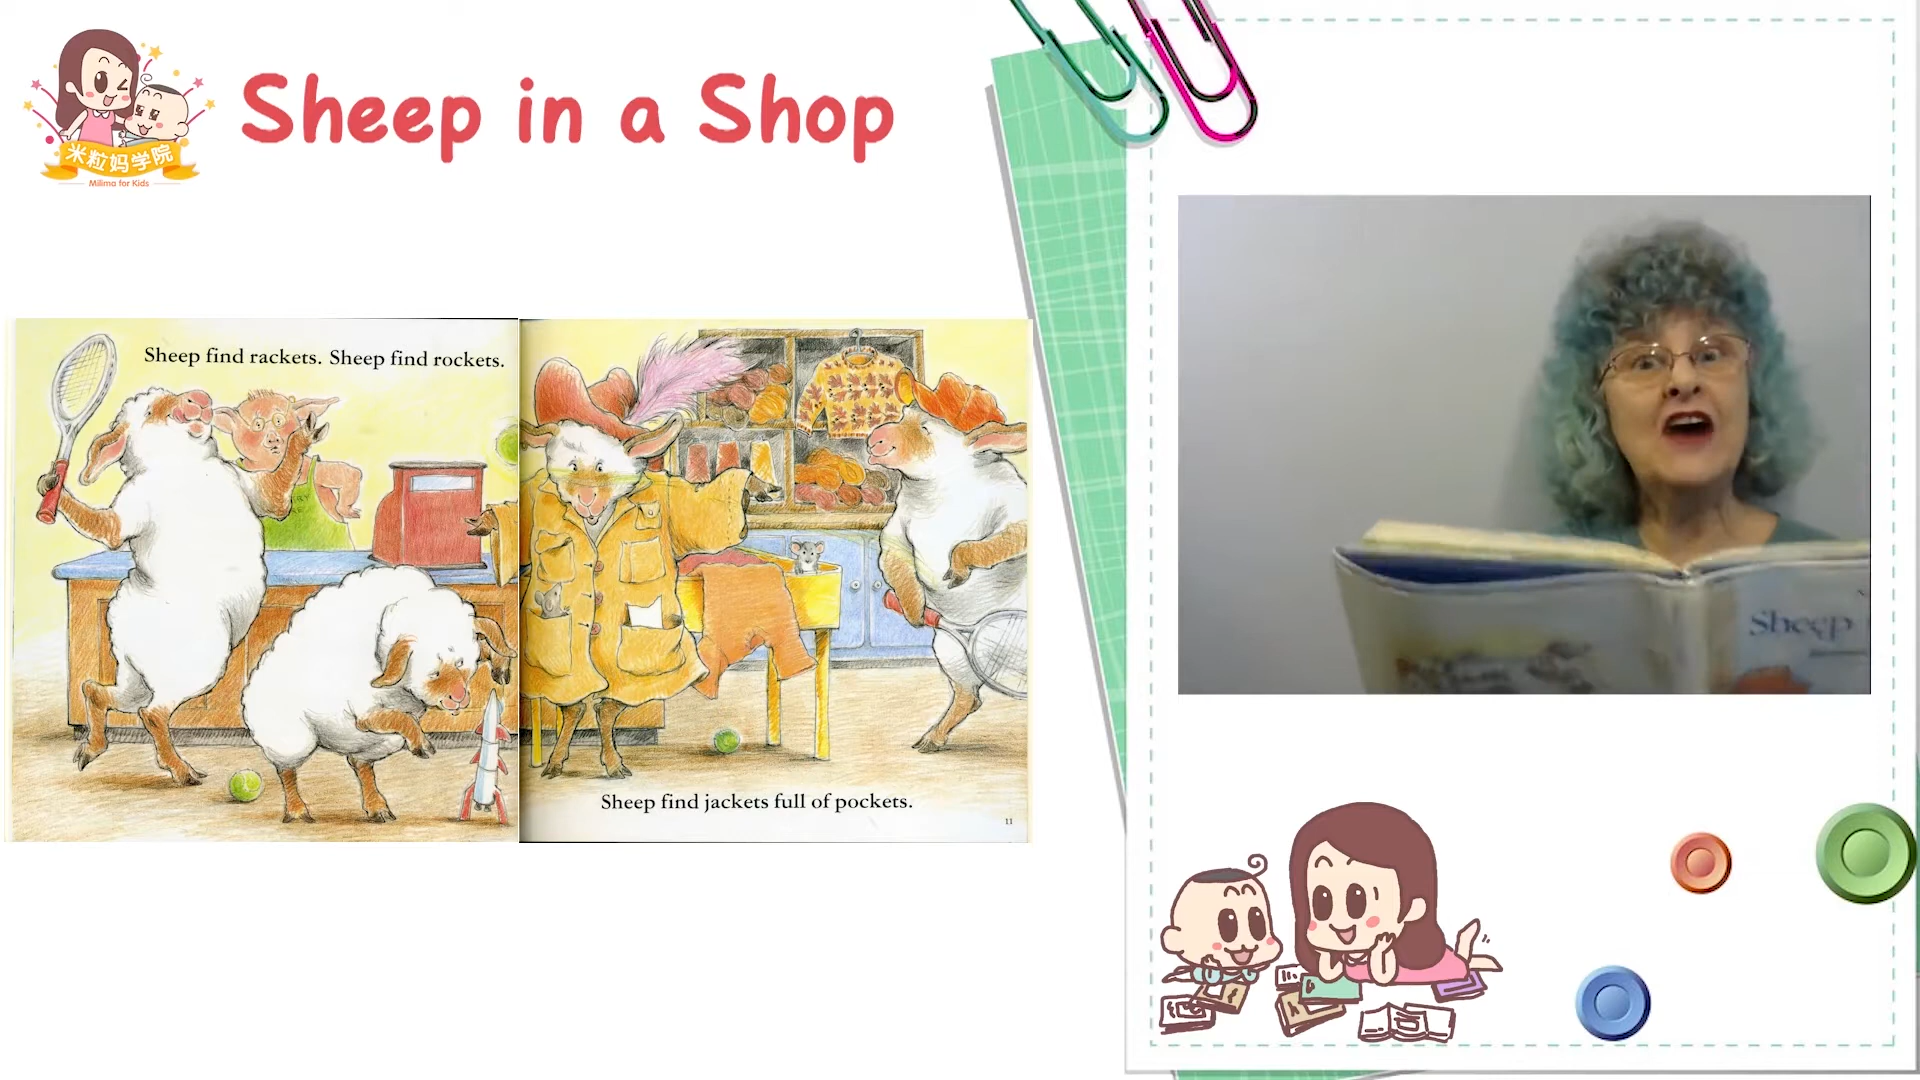 Sheep in a Shop
米粒妈学院
Milima for Kids
Sheep find rackets. Sheep find rockets.
Sheep find jackets full of pockets.
11
Sheep